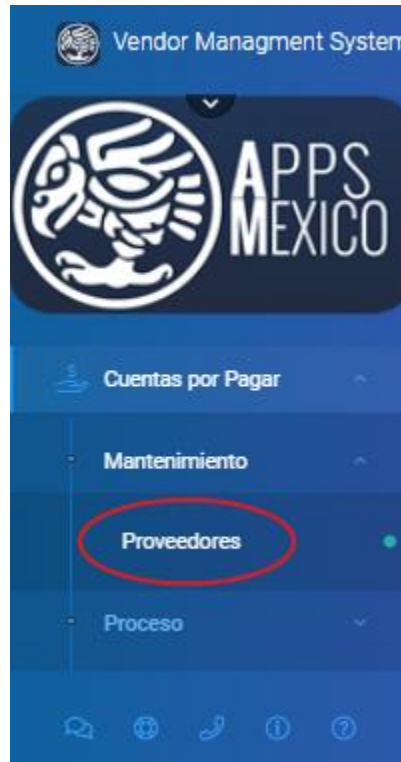 Vendor Managment System
APPS
MEXICO
Cuentas por Pagar
Mantenimiento
Proveedores
Proceso